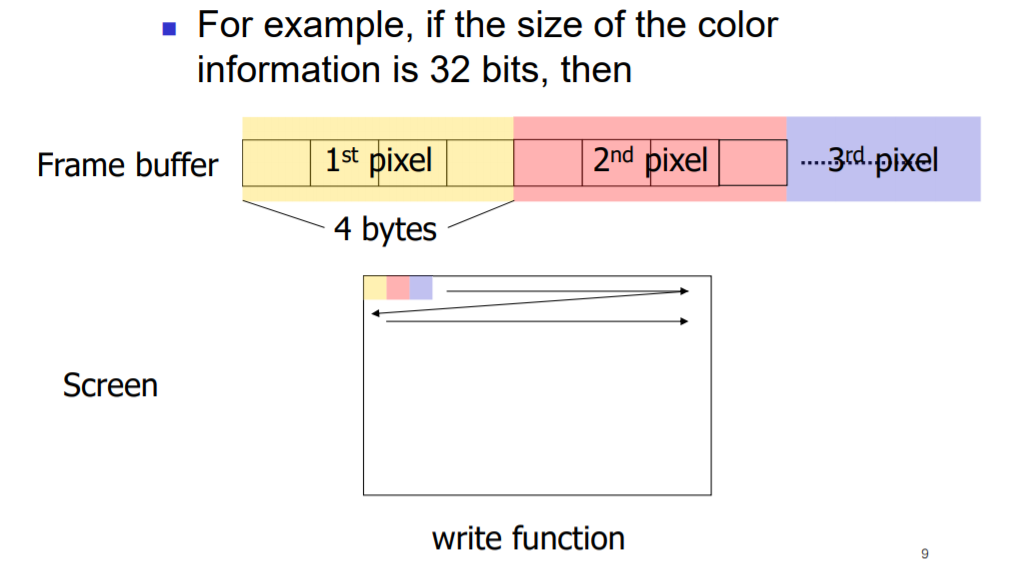 For example, if the size of the color
information is 32 bits, then
Frame buffer
1st pixel
2nd pixel
........3rd..pixel
4 bytes
Screen
write function
9